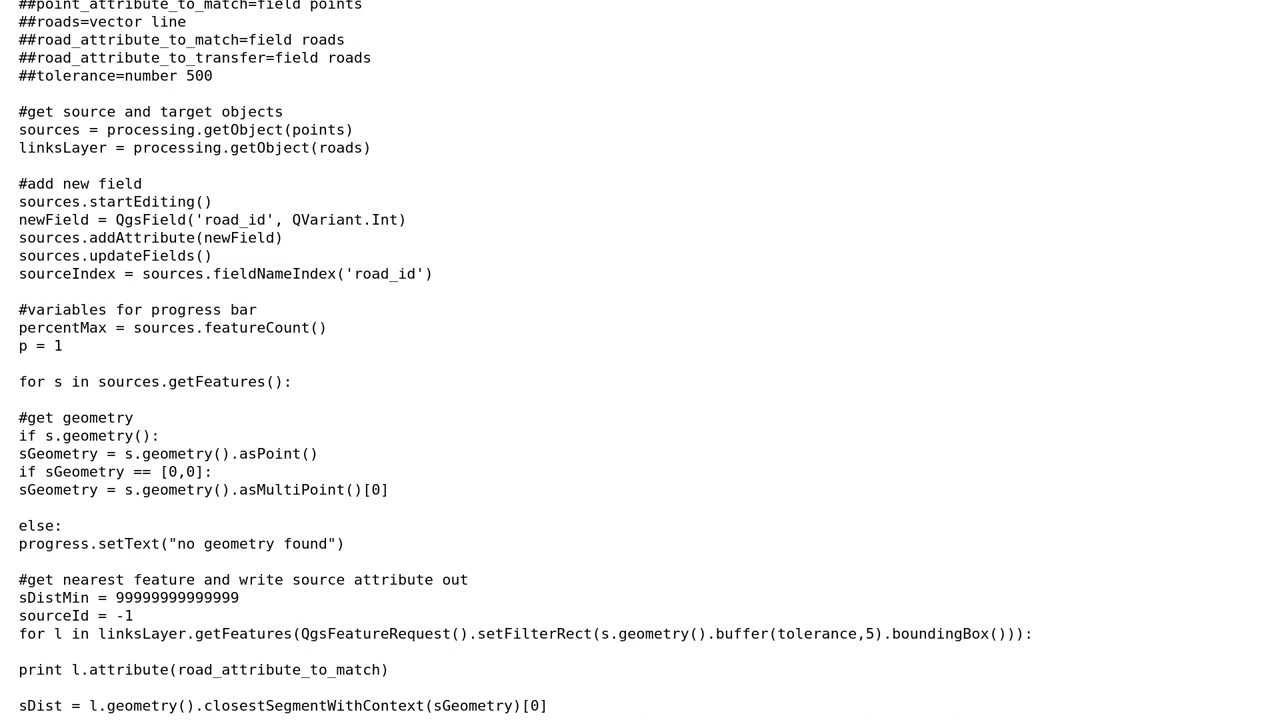 ##point_attribute_to_match=field points
##roads=vector line
##road_attribute_to_match=field roads
##road_attribute_to_transfer=field roads
##tolerance=number 500
#get source and target objects
sources = processing.getObject(points)
linksLayer = processing.getObject(roads)
#add new field
sources.startEditing()
newField = QgsField('road_id', QVariant.Int)
sources.addAttribute(newField)
sources.updateFields()
sourceIndex = sources.fieldNameIndex('road_id')
#variables for progress bar
percentMax = sources.featureCount()
p = 1
for s in sources.getFeatures():
#get geometry
if s.geometry():
sGeometry = s.geometry().asPoint()
if sGeometry == [0,0]:
sGeometry = s.geometry().asMultiPoint()[0]
else:
progress.setText("no geometry found")
#get nearest feature and write source attribute out
sDistMin = 99999999999999
sourceId = -1
for l in linksLayer.getFeatures(QgsFeatureRequest().setFilterRect(s.geometry().buffer(tolerance,5).boundingBox())):
print l.attribute(road_attribute_to_match)
sDist = l.geometry().closestSegmentWithContext(sGeometry)[0]